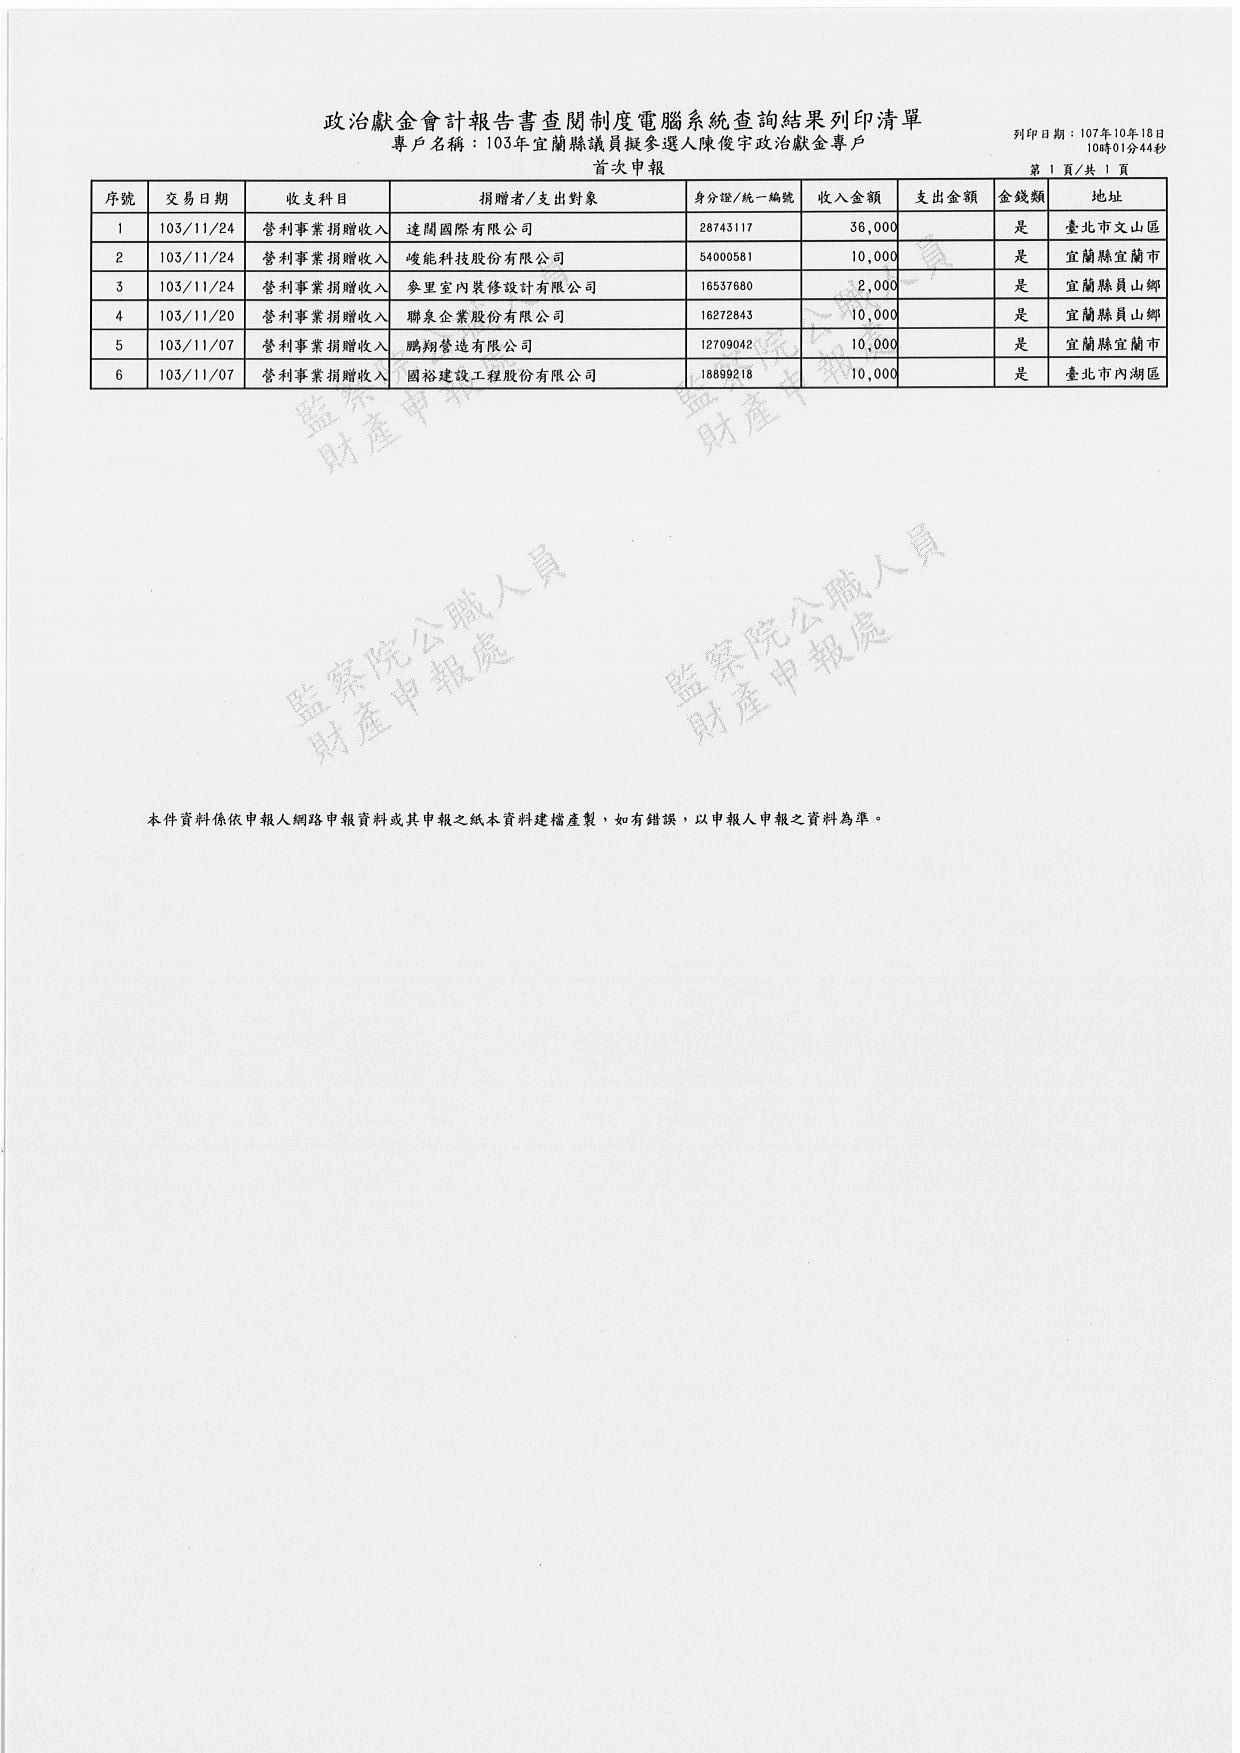 政治獻金會計報告書查閱制度電腦系統查詢結果列印清單
專戶名稱：103年宜蘭縣議員擬參選人陳俊宇政治獻金專戶
首次申報
列印日期：107年10月18日
10時01分44秒
第 1 頁/共 1 頁
序號 交易日期 收支科目 捐贈者/支出對象 身分證/統一編號 收入金額 支出金額 金錢類 地址
1 103/11/24 營利事業捐贈收入 達闊國際有限公司 28743117 36,000 是 臺北市文山區
2 103/11/24 營利事業捐贈收入 峻能科技股份有限公司 54000581 10,000 是 宜蘭縣宜蘭市
3 103/11/24 營利事業捐贈收入 麥里室內裝修設計有限公司 16537680 2,000 是 宜蘭縣員山鄉
4 103/11/20 營利事業捐贈收入 聯泉企業股份有限公司 16272843 10,000 是 宜蘭縣員山鄉
5 103/11/07 營利事業捐贈收入 鵬翔營造有限公司 12709042 10,000 是 宜蘭縣宜蘭市
6 103/11/07 營利事業捐贈收入 國裕建設工程股份有限公司 18899218 10,000 是 臺北市內湖區
監察院公職人員
財產申報處
監察院公職人員
財產申報處
監察院公職人員
財產申報處
監察院公職人員
財產申報處
本件資料係依申報人網路申報資料或其申報之紙本資料建檔產製，如有錯誤，以申報人申報之資料為準。